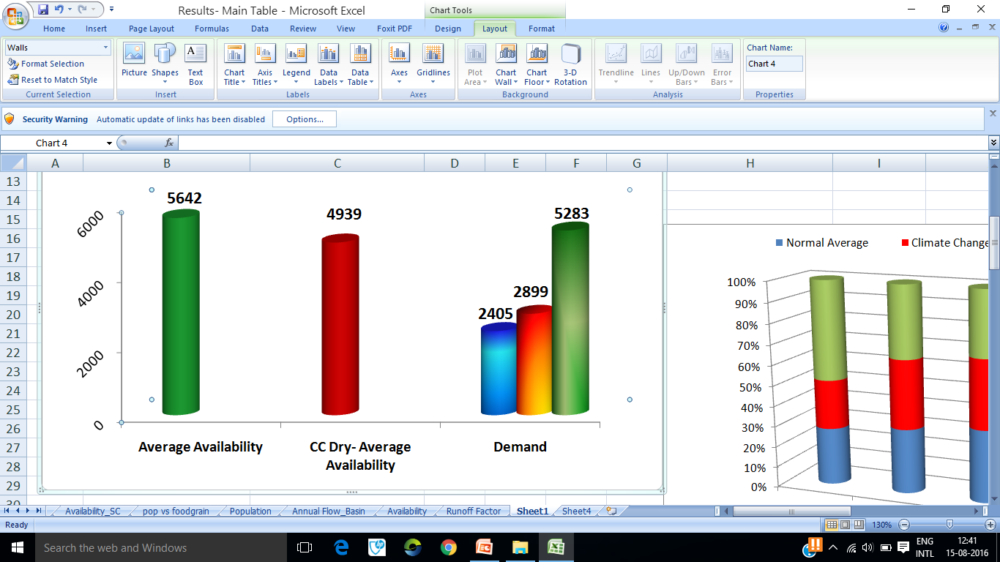 Results- Main Table - Microsoft Excel
Chart Tools
Home Insert Page Layout Formulas Data Review View Foxit PDF Design Layout Format
Walls
Format Selection
Reset to Match Style
Current Selection
Picture Shapes Text Box
Insert
Chart Title Axis Titles Legend Data Labels Data Table
Labels
Axes Gridlines
Axes
Plot Area Chart Wall Chart Floor 3-D Rotation
Background
Trendline Lines Up/Down Bars Error Bars
Analysis
Chart Name:
Chart 4
Properties
Security Warning Automatic update of links has been disabled Options...
Chart 4 fx
A B C D E F G H I
13
14
15
16
17
18
19
20
21
22
23
24
25
26
27
28
29
30
6000
4000
2000
0
5642
4939
2405
2899
5283
Average Availability
CC Dry- Average
Availability
Demand
Normal Average Climate Change
100%
90%
80%
70%
60%
50%
40%
30%
20%
10%
0%
Availability_SC pop vs foodgrain Population Annual Flow_Basin Availability Runoff Factor Sheet1 Sheet4
Ready 130%
Search the web and Windows
ENG
INTL
12:41
15-08-2016